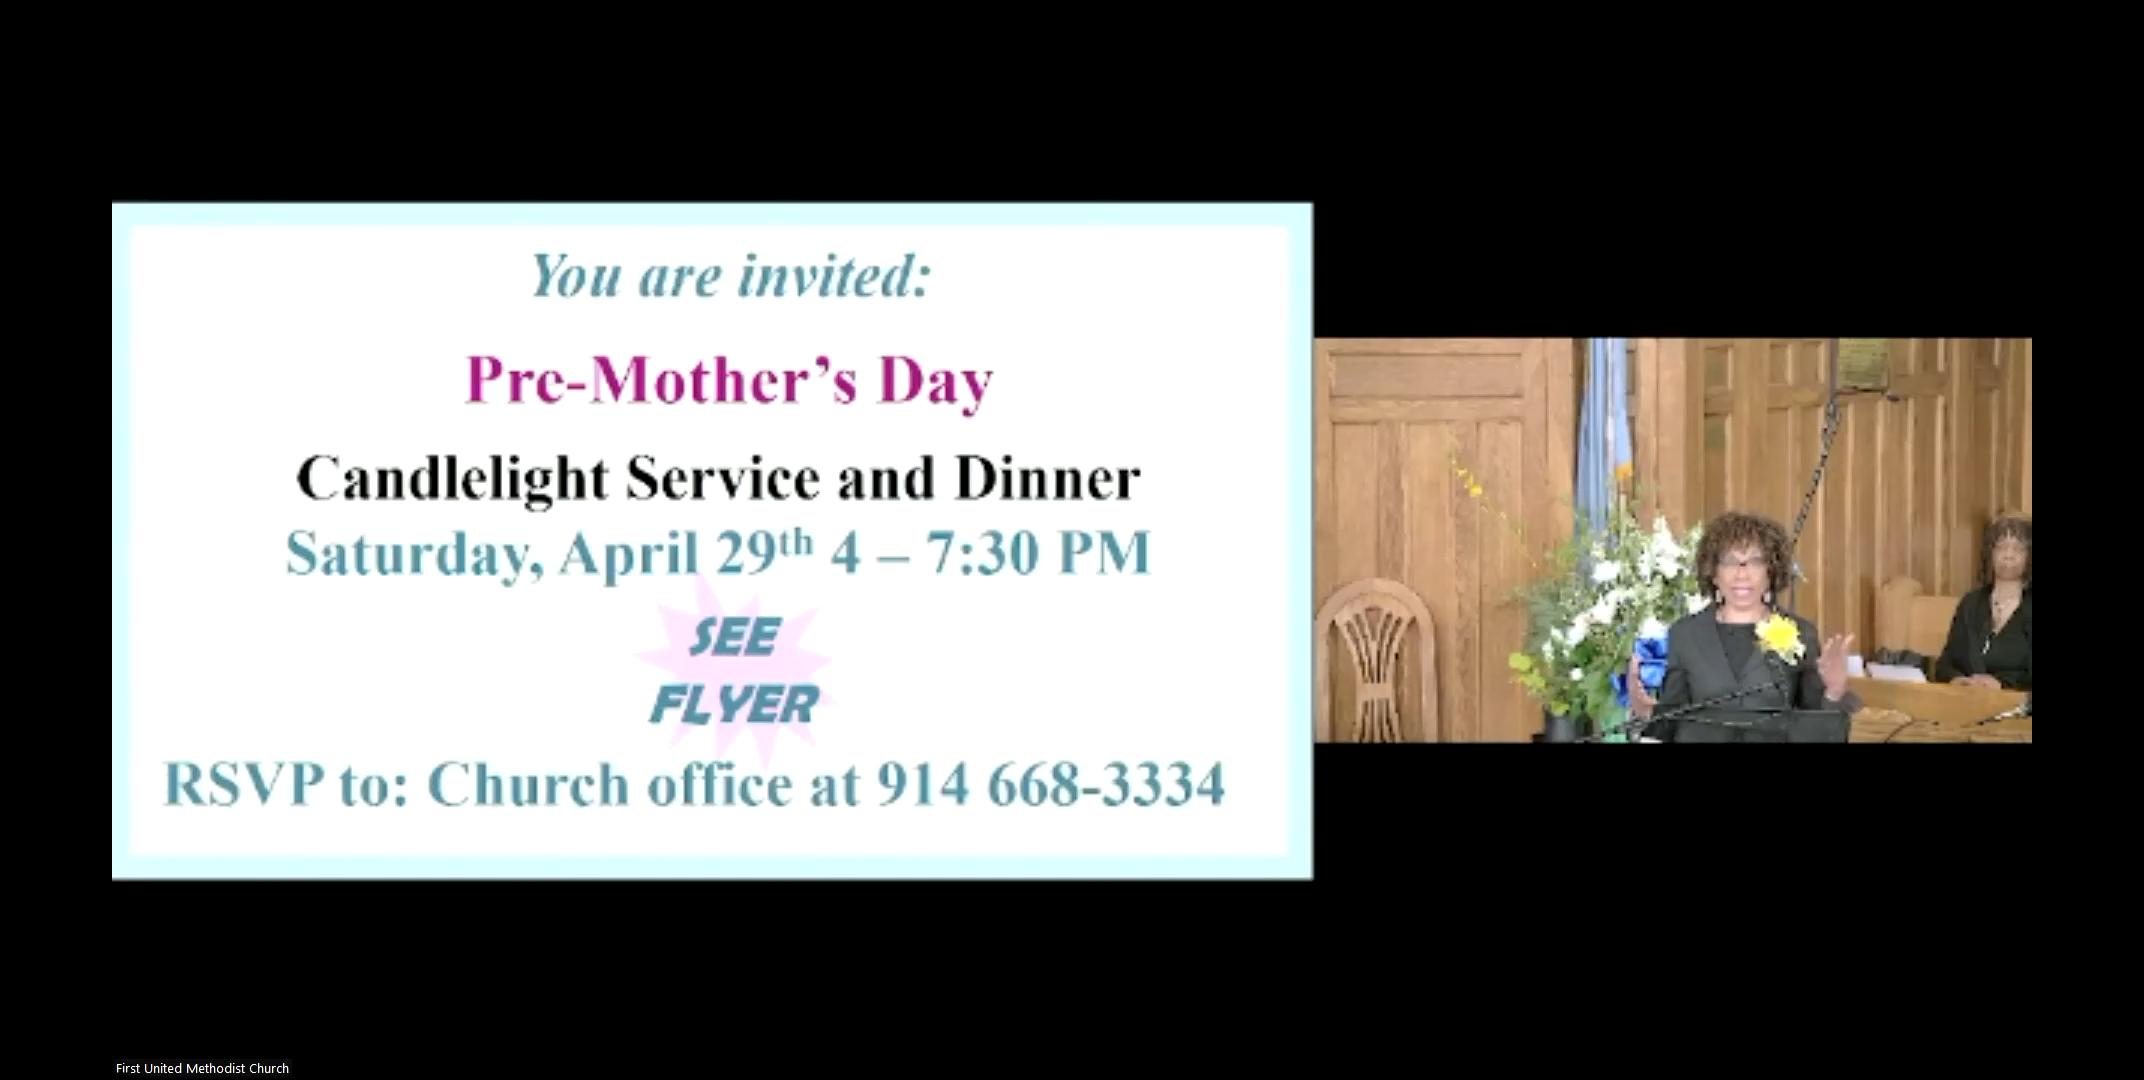 You are invited:
Pre-Mother's Day
Candlelight Service and Dinner
Saturday, April 29th 4 – 7:30 PM
SEE
FLYER
RSVP to: Church office at 914 668-3334
First United Methodist Church